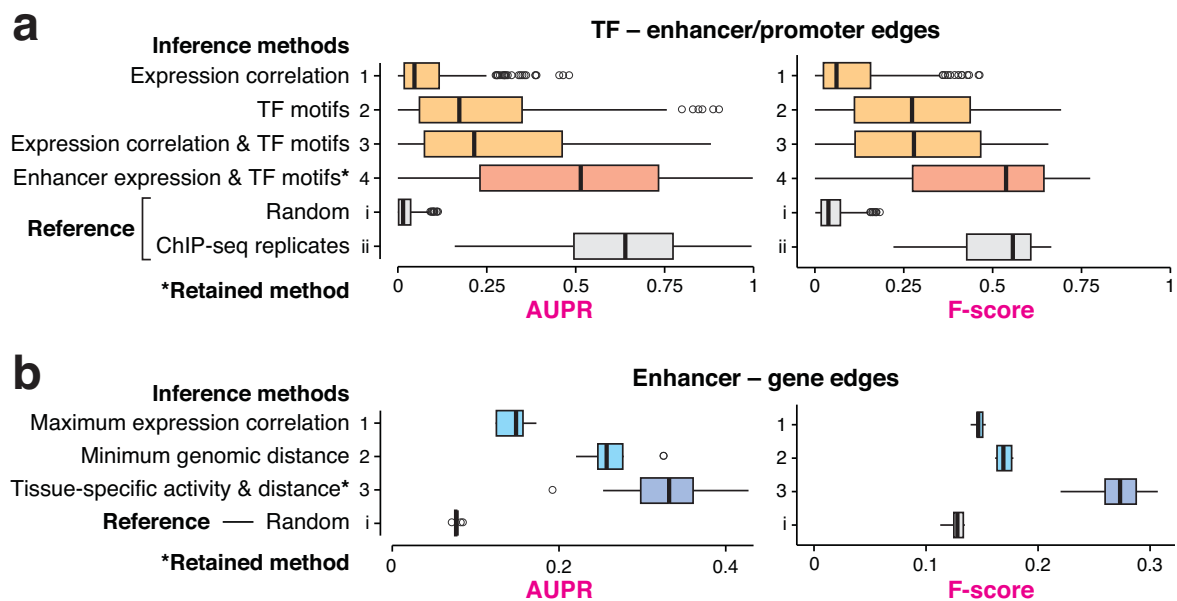 a
TF – enhancer/promoter edges
Inference methods
Expression correlation 1
TF motifs 2
Expression correlation & TF motifs 3
Enhancer expression & TF motifs* 4
Reference
Random i
ChIP-seq replicates ii
*Retained method
0 0.25 0.5 0.75 1
AUPR
1
2
3
4
i
ii
0 0.25 0.5 0.75 1
F-score
b
Enhancer – gene edges
Inference methods
Maximum expression correlation 1
Minimum genomic distance 2
Tissue-specific activity & distance* 3
Reference — Random i
*Retained method
0 0.2 0.4
AUPR
1
2
3
i
0 0.1 0.2 0.3
F-score